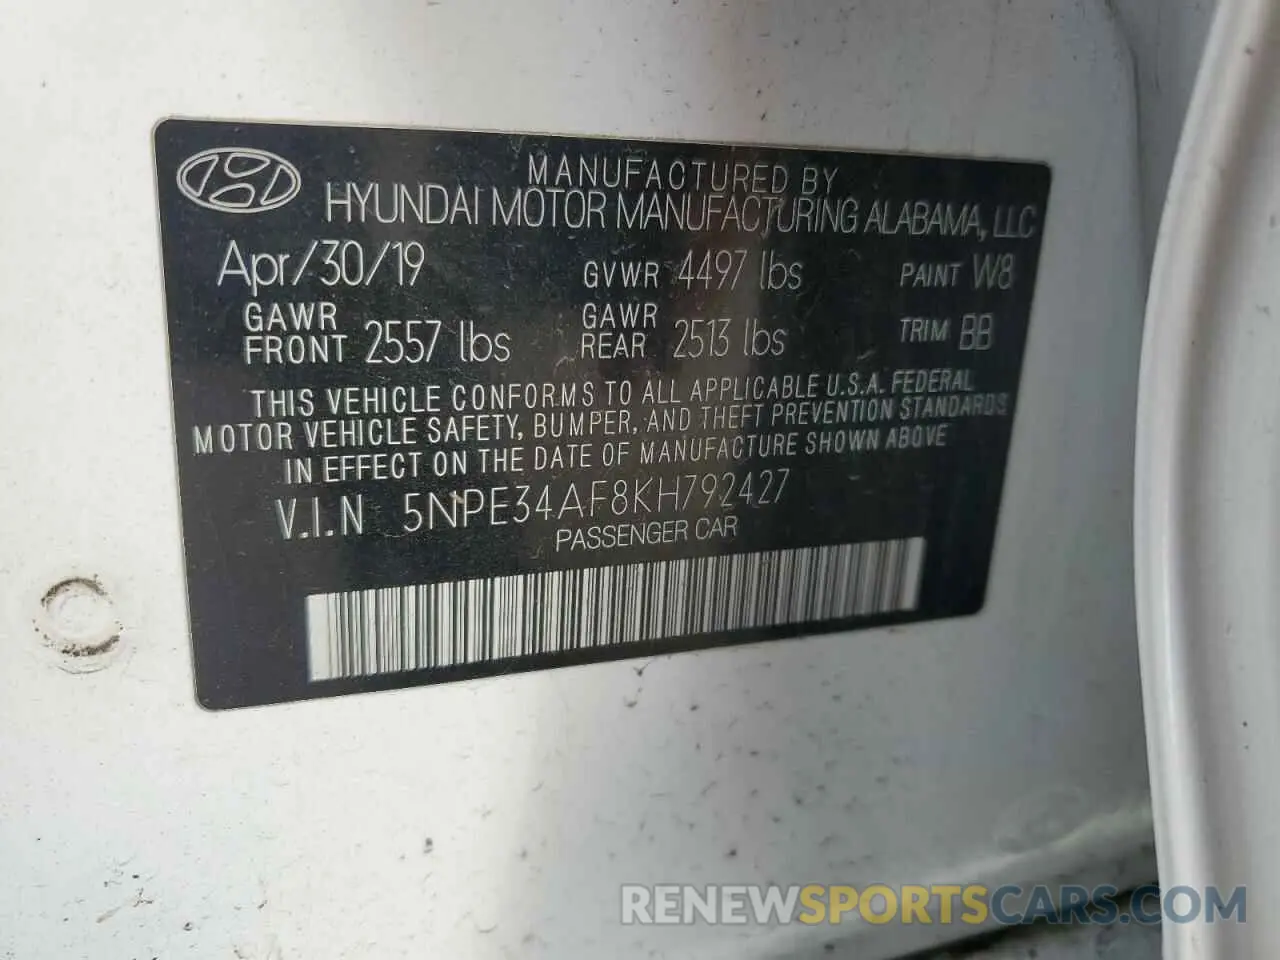 MANUFACTURED BY
HYUNDAI MOTOR MANUFACTURING ALABAMA, LLC
Apr/30/19 GVWR 4497 lbs PAINT W8
GAWR FRONT 2557 lbs GAWR REAR 2513 lbs TRIM BB
THIS VEHICLE CONFORMS TO ALL APPLICABLE U.S.A. FEDERAL
MOTOR VEHICLE SAFETY, BUMPER, AND THEFT PREVENTION STANDARDS
IN EFFECT ON THE DATE OF MANUFACTURE SHOWN ABOVE
V.I.N 5NPE34AF8KH792427
PASSENGER CAR
RENEWSPORTSCARS.COM